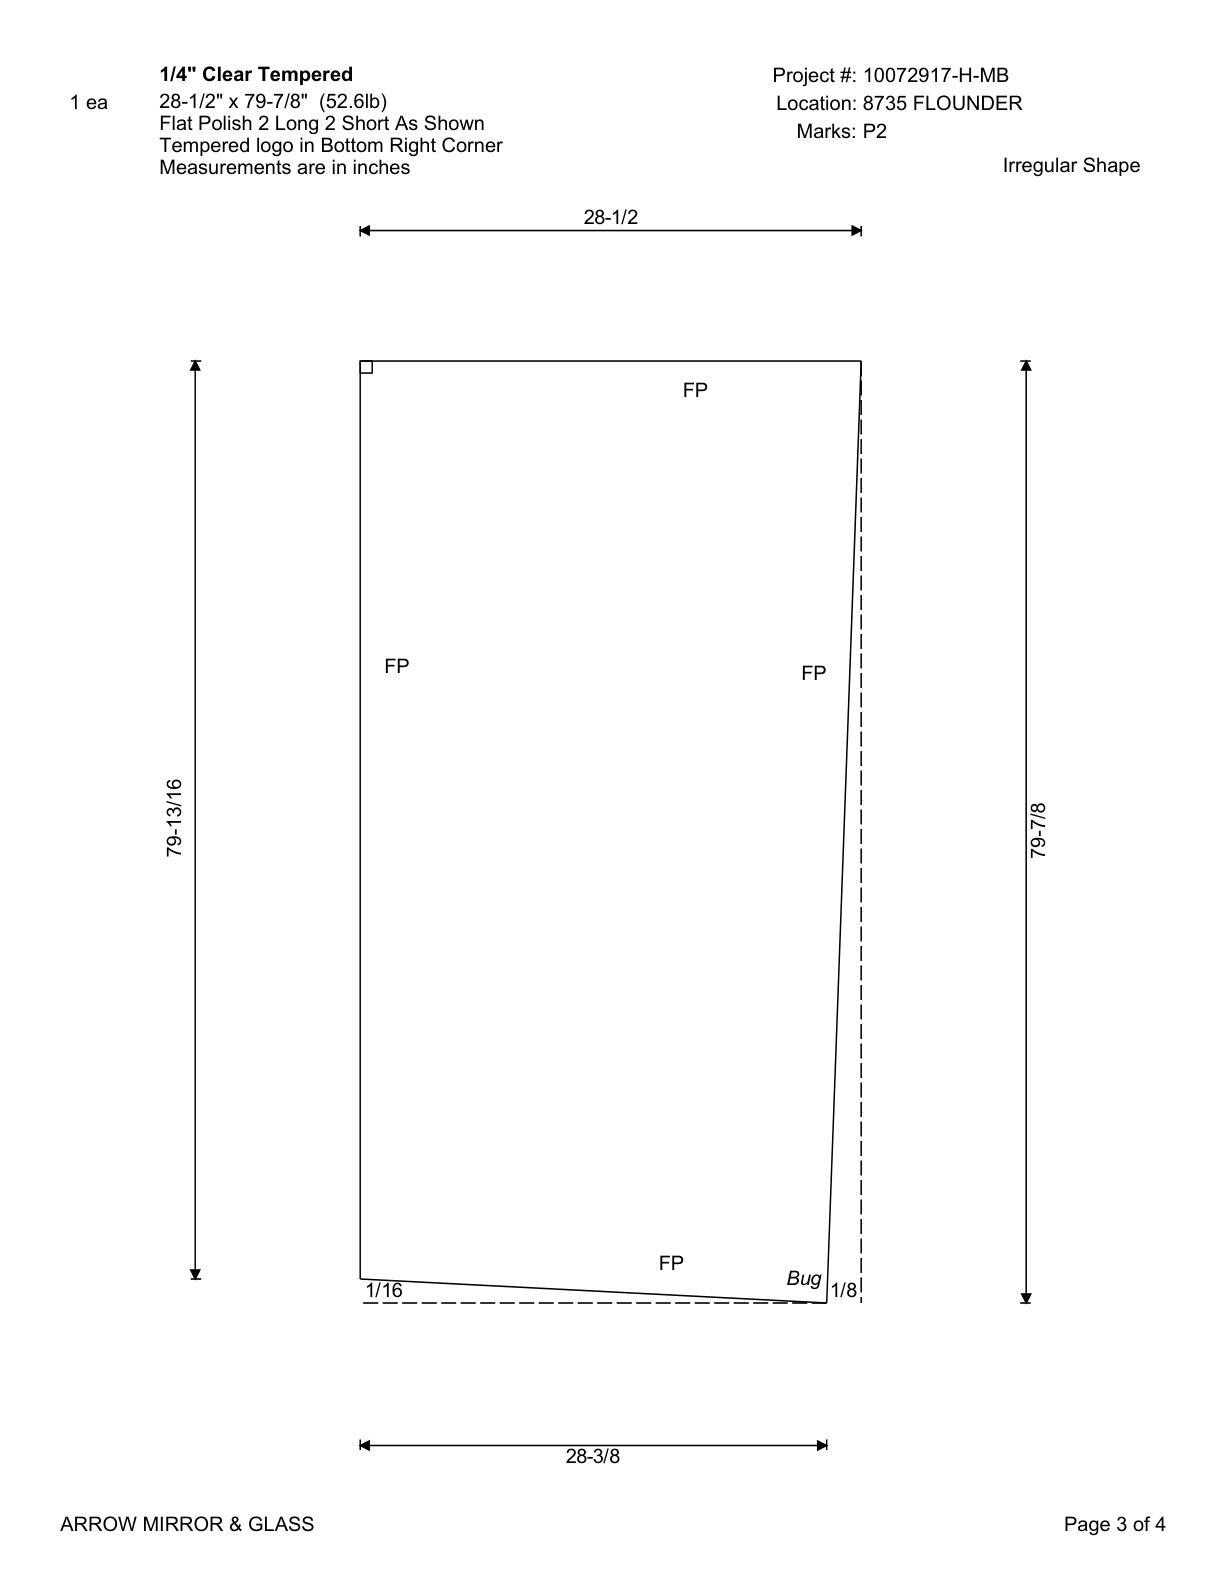 1/4" Clear Tempered
1 ea
28-1/2" x 79-7/8" (52.6lb)
Flat Polish 2 Long 2 Short As Shown
Tempered logo in Bottom Right Corner
Measurements are in inches
Project #: 10072917-H-MB
Location: 8735 FLOUNDER
Marks: P2
Irregular Shape
28-1/2
FP
FP
FP
79-13/16
79-7/8
FP
Bug
1/16
1/8
28-3/8
ARROW MIRROR & GLASS
Page 3 of 4